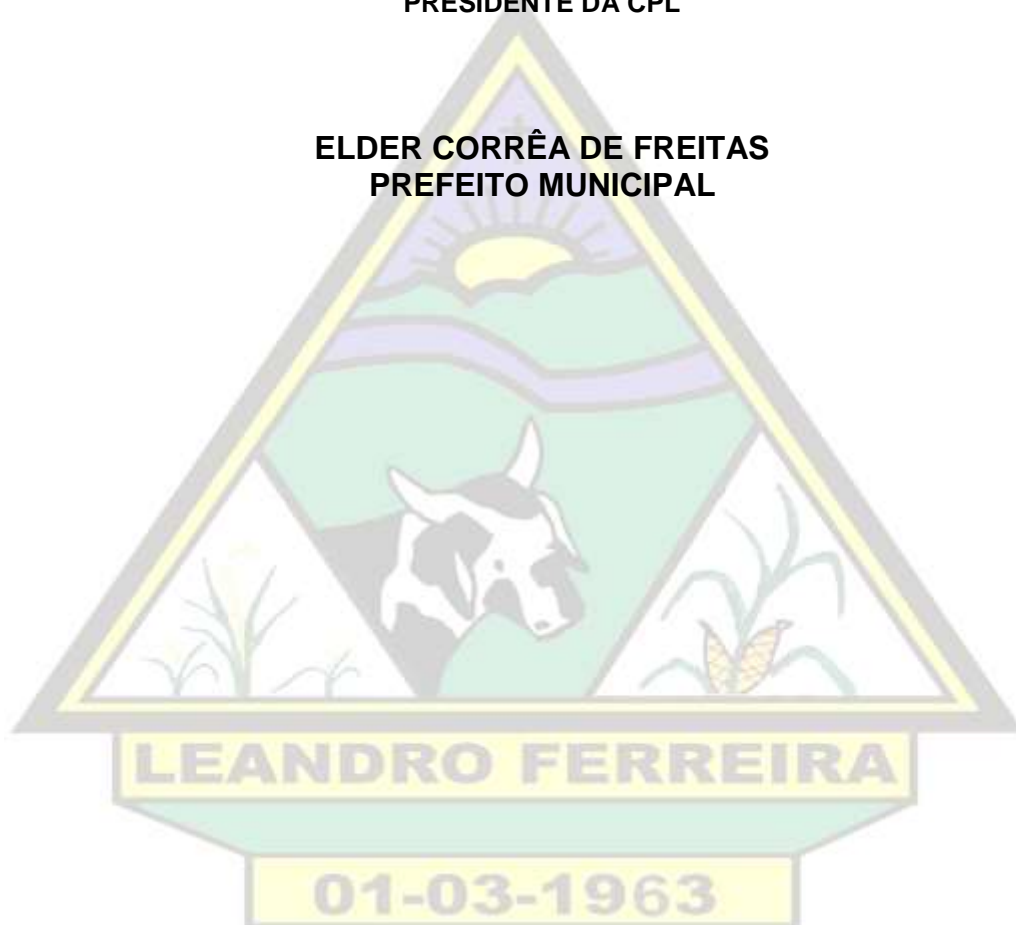 PRESIDENTE DA CPL
ELDER CORRÊA DE FREITAS
PREFEITO MUNICIPAL
LEANDRO FERREIRA
01-03-1963